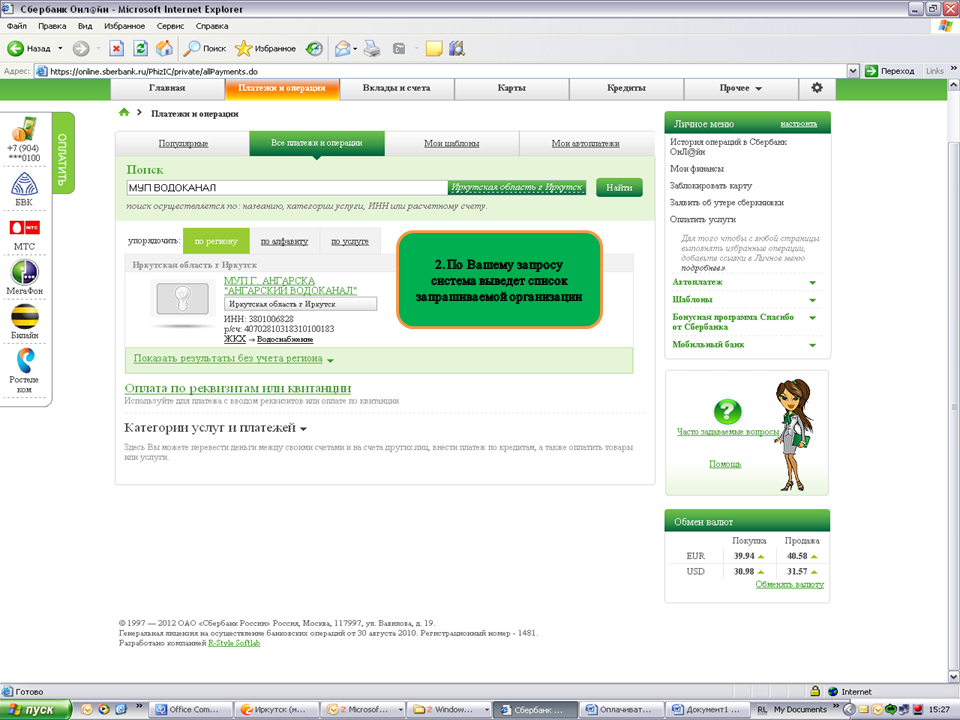 Сбербанк Онл@йн - Microsoft Internet Explorer
Файл Правка Вид Избранное Сервис Справка
Назад Поиск Избранное
Адрес: https://online.sberbank.ru/PhizIC/private/allPayments.do Переход Links »
Главная Платежи и операции Вклады и счета Карты Кредиты Прочее
Платежи и операции
ОПЛАТИТЬ
+7 (904)
***0100
БВК
МТС
МТС
МегаФон
Билайн
Ростеле
ком
Популярные Все платежи и операции Мои шаблоны Мои автоплатежи
Поиск
МУП ВОДОКАНАЛ Иркутская область г Иркутск Найти
поиск осуществляется по: названию, категории услуги, ИНН или расчетному счету.
упорядочить: по региону по алфавиту по услуге
Иркутская область г Иркутск
МУП Г. АНГАРСКА
"АНГАРСКИЙ ВОДОКАНАЛ"
Иркутская область г Иркутск
ИНН: 3801006828
р/сч: 40702810318310100183
ЖКХ → Водоснабжение
2. По Вашему запросу
система выведет список
запрашиваемой организации
Показать результаты без учета региона
Оплата по реквизитам или квитанции
Используйте для платежа с вводом реквизитов или оплате по квитанции
Категории услуг и платежей
Здесь Вы можете перевести деньги между своими счетами и на счета других лиц, внести платеж по кредитам, а также оплатить товары
или услуги.
Личное меню настроить
История операций в Сбербанк
ОнЛ@йн
Мои финансы
Заблокировать карту
Заявить об утере сберкнижки
Оплатить услуги
Для того чтобы с любой страницы
выполнять избранные операции,
добавьте ссылки в Личное меню
подробнее»
Автоплатеж
Шаблоны
Бонусная программа Спасибо
от Сбербанка
Мобильный банк
?
Часто задаваемые вопросы
Помощь
Обмен валют
Покупка Продажа
EUR 39.94 40.58
USD 30.98 31.57
Обменять валюту
© 1997 — 2012 ОАО «Сбербанк России» Россия, Москва, 117997, ул. Вавилова, д. 19.
Генеральная лицензия на осуществление банковских операций от 30 августа 2010. Регистрационный номер - 1481.
Разработано компанией R-Style Softlab
Готово Internet
пуск » Office Com... Иркутск (м... 2 Microsof... 2 Window... Сбербанк ... Оплачиват... Документ1 ... RL My Documents » 15:27